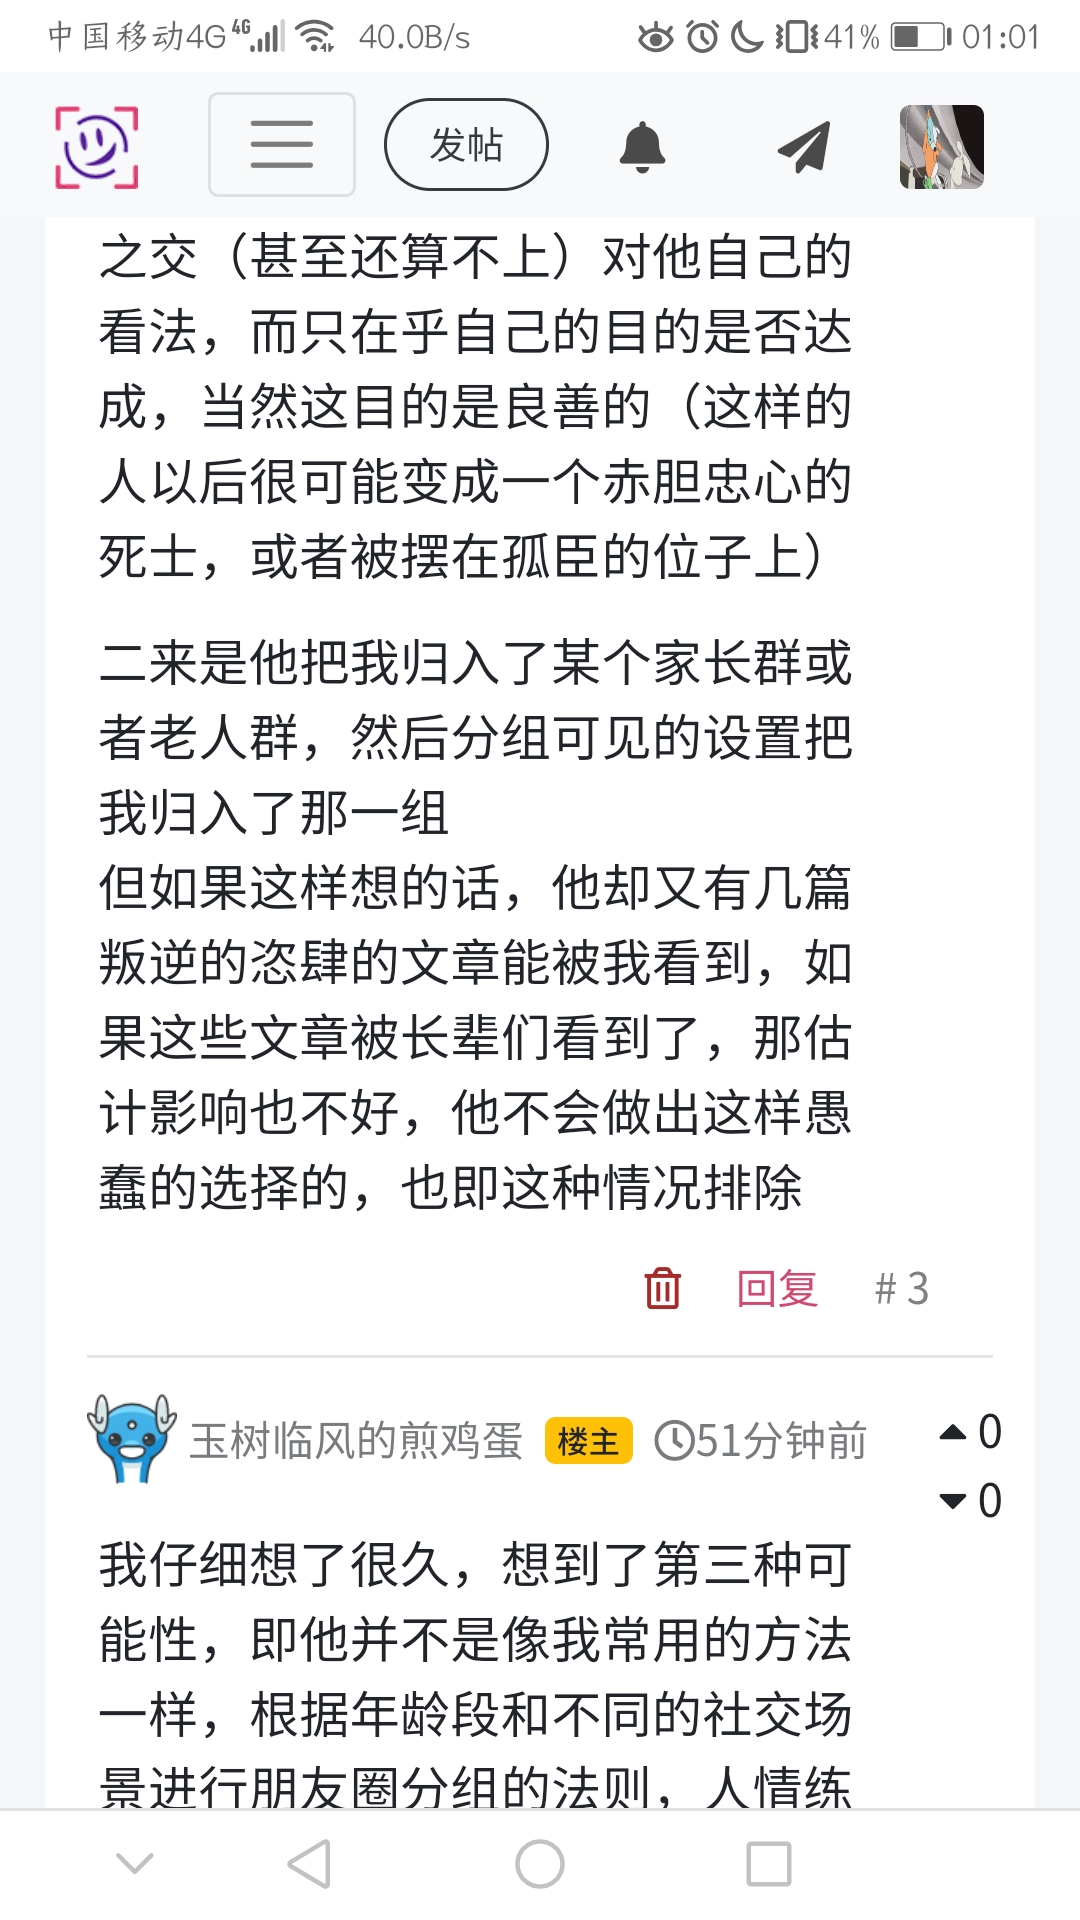 中国移动4G 4G 40.0B/s 41% 01:01
发帖
之交（甚至还算不上）对他自己的
看法，而只在乎自己的目的是否达
成，当然这目的是良善的（这样的
人以后很可能变成一个赤胆忠心的
死士，或者被摆在孤臣的位子上）
二来是他把我归入了某个家长群或
者老人群，然后分组可见的设置把
我归入了那一组
但如果这样想的话，他却又有几篇
叛逆的恣肆的文章能被我看到，如
果这些文章被长辈们看到了，那估
计影响也不好，他不会做出这样愚
蠢的选择的，也即这种情况排除
回复 #3
玉树临风的煎鸡蛋 楼主 51分钟前 0
0
我仔细想了很久，想到了第三种可
能性，即他并不是像我常用的方法
一样，根据年龄段和不同的社交场
景进行朋友圈分组的法则，人情练